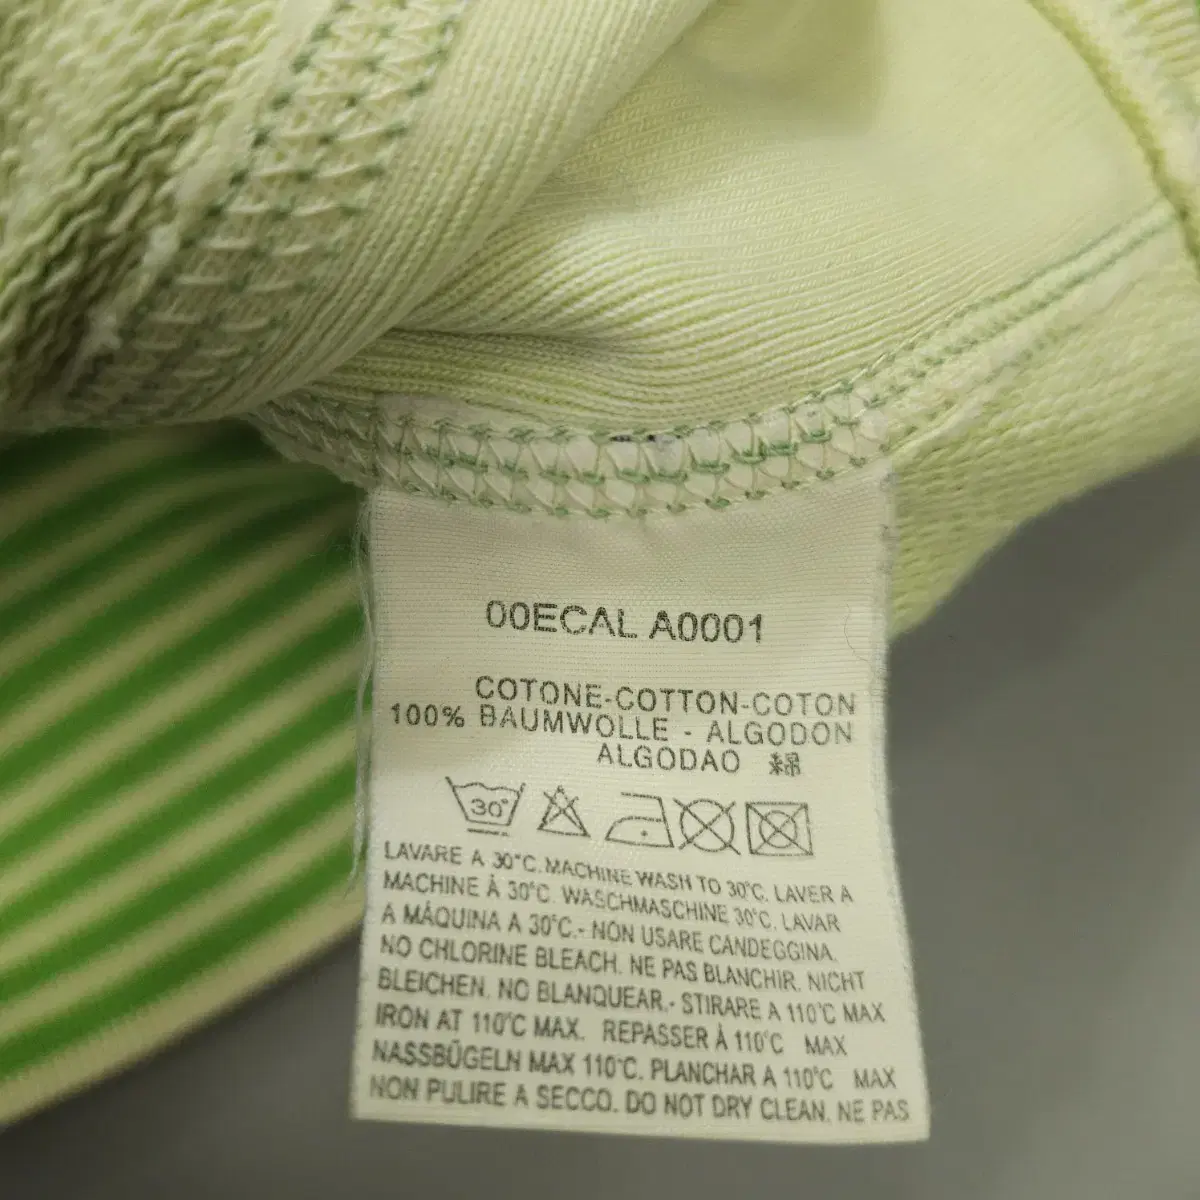 00ECAL A0001
COTONE-COTTON-COTON
100% BAUMWOLLE - ALGODON
ALGODAO 綿
30°
LAVARE A 30°C. MACHINE WASH TO 30°C. LAVER A
MACHINE À 30°C. WASCHMASCHINE 30°C. LAVAR
A MÁQUINA A 30°C.- NON USARE CANDEGGINA.
NO CHLORINE BLEACH. NE PAS BLANCHIR. NICHT
BLEICHEN. NO BLANQUEAR.- STIRARE A 110°C MAX
IRON AT 110°C MAX. REPASSER À 110°C MAX
NASSBÜGELN MAX 110°C. PLANCHAR A 110°C MAX
NON PULIRE A SECCO. DO NOT DRY CLEAN. NE PAS